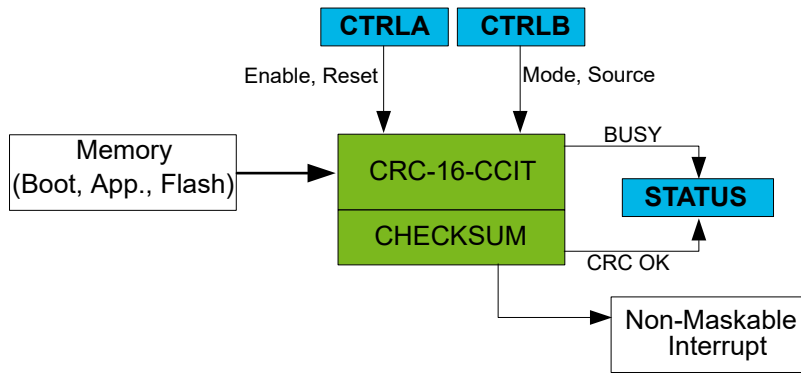 CTRLA
CTRLB
Enable, Reset
Mode, Source
Memory
(Boot, App., Flash)
CRC-16-CCIT
BUSY
STATUS
CHECKSUM
CRC OK
Non-Maskable
Interrupt